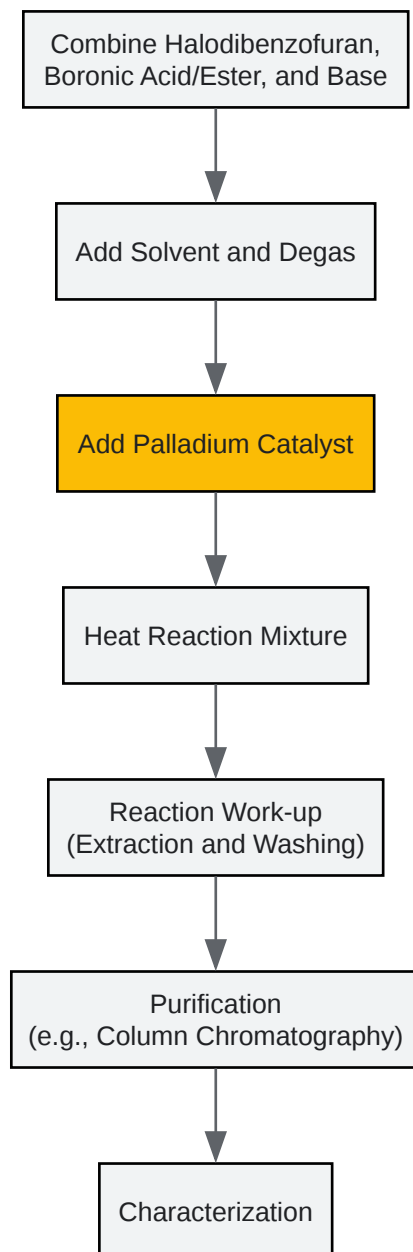 Combine Halodibenzofuran,
Boronic Acid/Ester, and Base
Add Solvent and Degas
Add Palladium Catalyst
Heat Reaction Mixture
Reaction Work-up
(Extraction and Washing)
Purification
(e.g., Column Chromatography)
Characterization